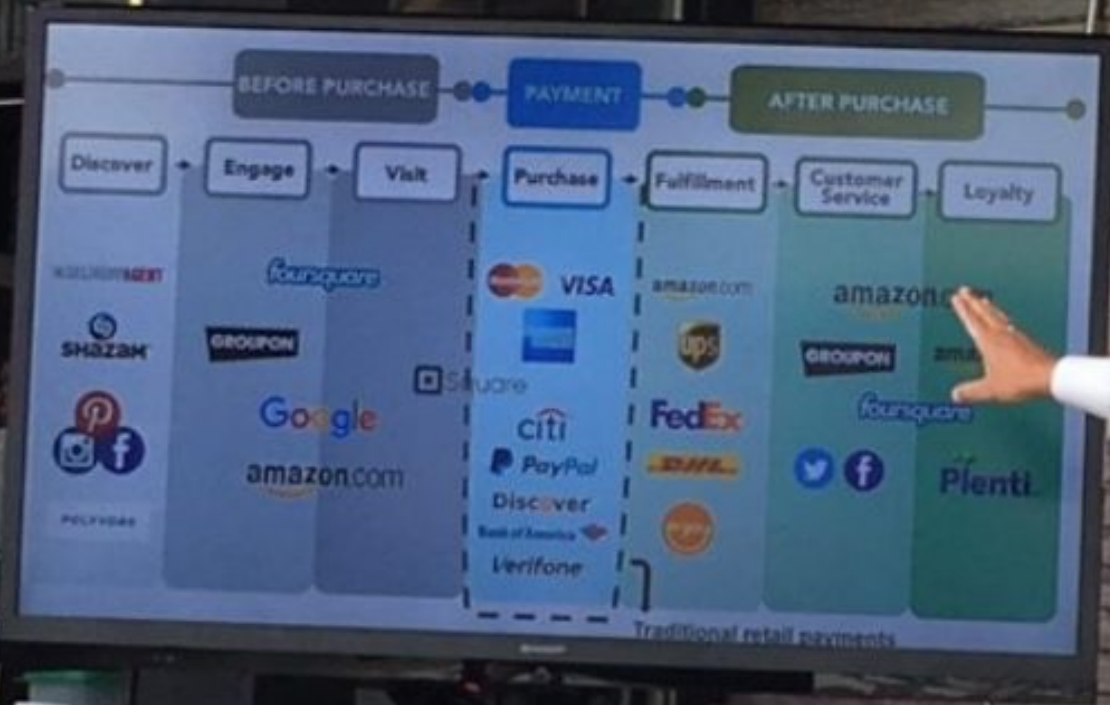 BEFORE PURCHASE
PAYMENT
AFTER PURCHASE
Discover
Engage
Visit
Purchase
Fulfillment
Customer
Service
Loyalty
foursquare
GROUPON
Google
amazon.com
SHAZAM
POLYVORE
Square
VISA
citi
PayPal
Discover
Bank of America
Verifone
amazon.com
ups
FedEx
DHL
amazon
GROUPON
foursquare
Plenti
Traditional retail payments
SHARP